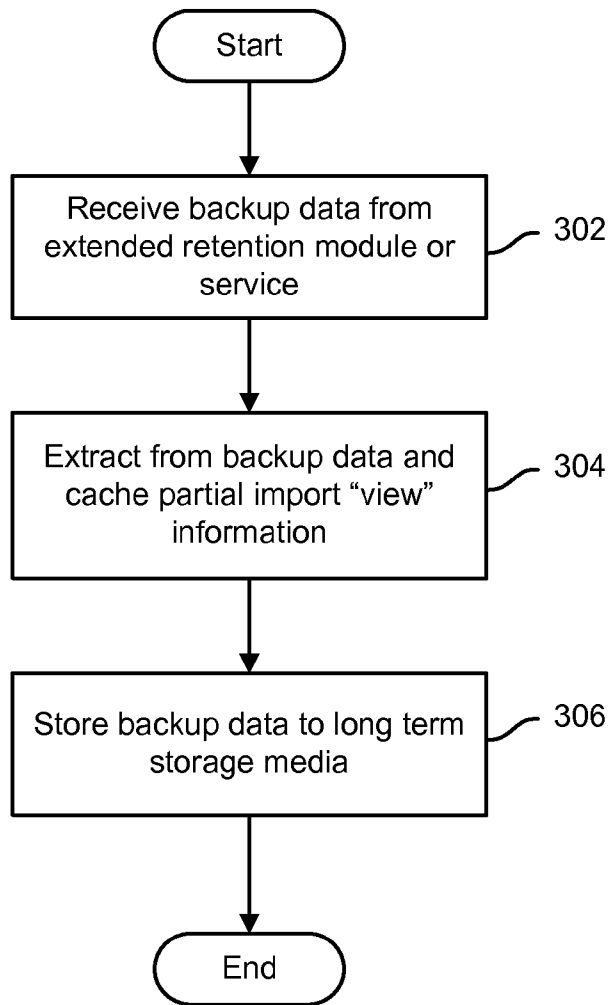 Start
Receive backup data from
extended retention module or
service
302
Extract from backup data and
cache partial import “view”
information
304
Store backup data to long term
storage media
306
End